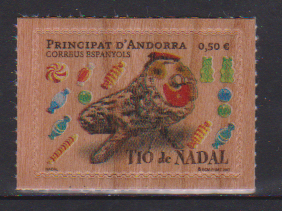 PRINCIPAT D'ANDORRA
CORREUS ESPANYOLS
0,50 €
TIÓ de NADAL